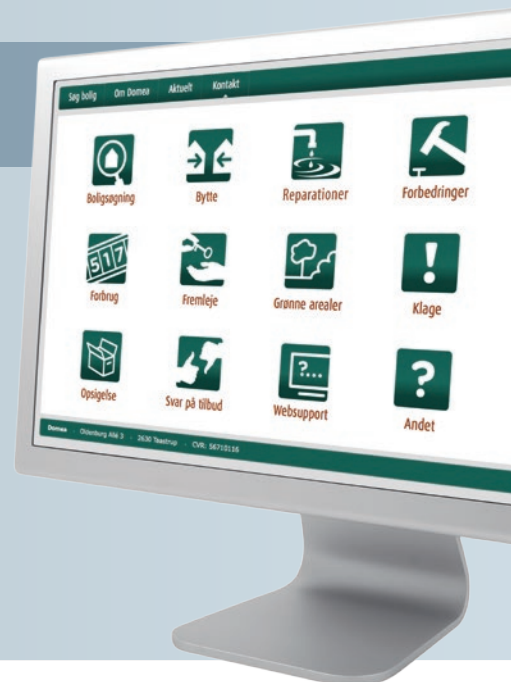 Søg bolig Om Domea Aktuelt Kontakt
Boligsøgning Bytte Reparationer Forbedringer
517
Forbrug Fremleje Grønne arealer Klage
!
?...
?
Opsigelse Svar på tilbud Websupport Andet
Domea - Oldenburg Allé 3 - 2630 Taastrup - CVR: 56710116